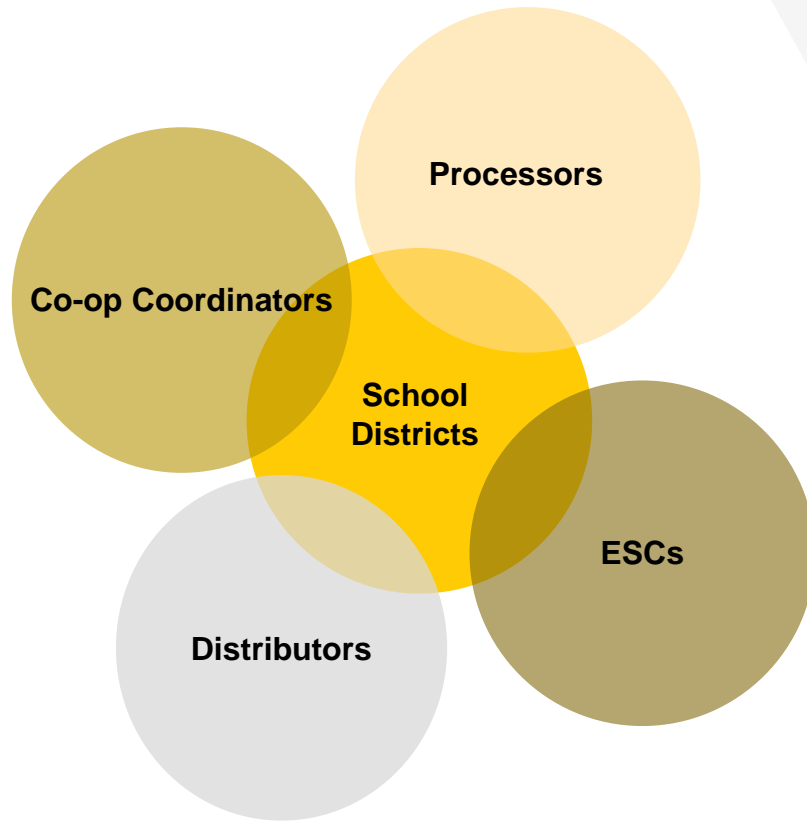 Processors
Co-op Coordinators
School
Districts
ESCs
Distributors